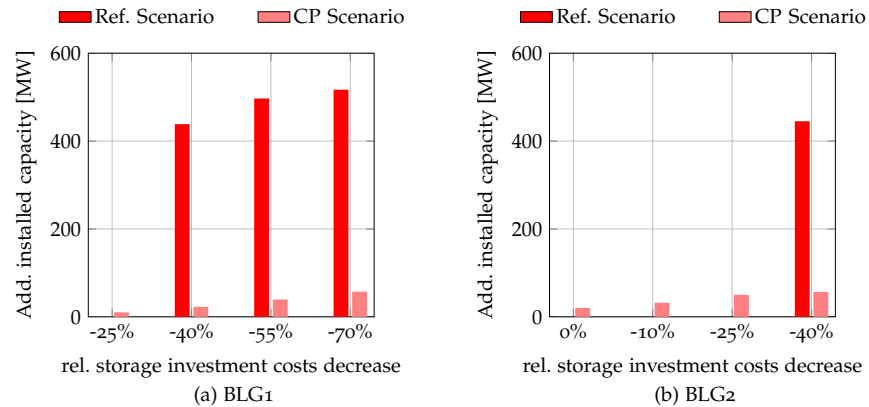 Ref. Scenario CP Scenario
Add. installed capacity [MW]
600
400
200
0
-25% -40% -55% -70%
rel. storage investment costs decrease
(a) BLG1
Ref. Scenario CP Scenario
Add. installed capacity [MW]
600
400
200
0
0% -10% -25% -40%
rel. storage investment costs decrease
(b) BLG2